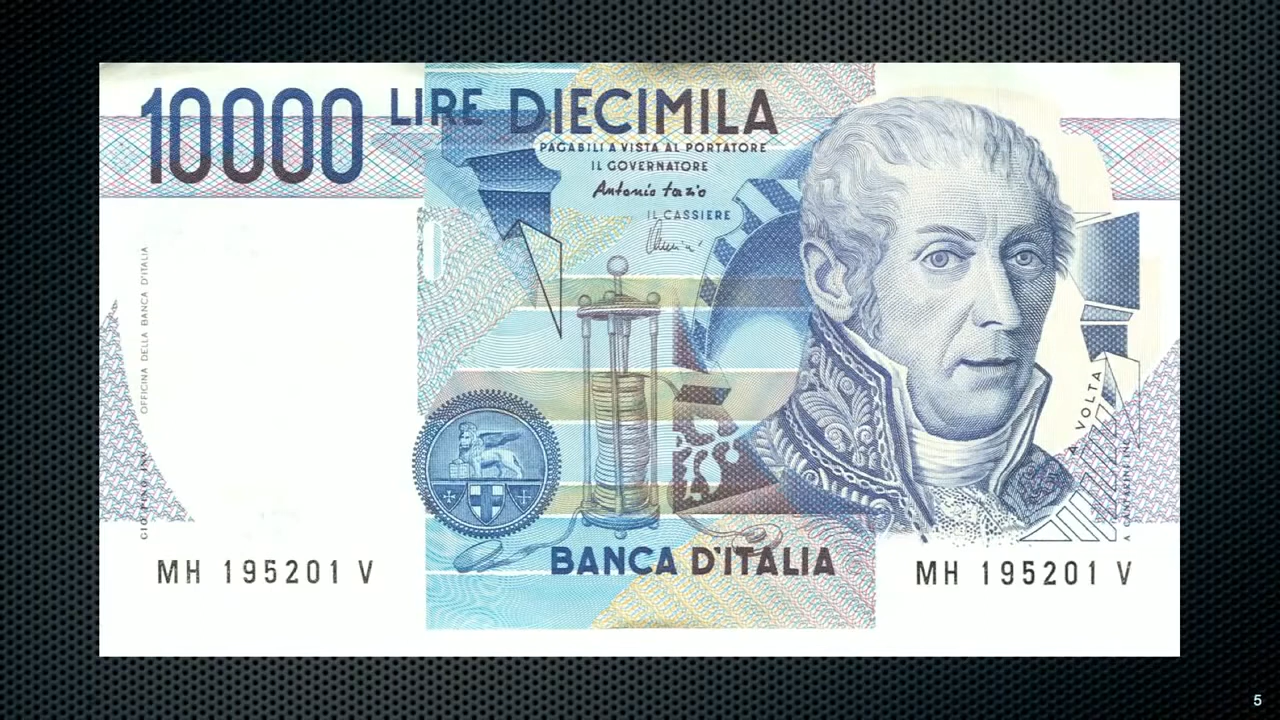 10000 LIRE DIECIMILA
PAGABILI A VISTA AL PORTATORE
IL GOVERNATORE
Antonio Fazio
IL CASSIERE
OFFICINA DELLA BANCA D'ITALIA
A VOLTA
BANCA D'ITALIA
MH 195201 V
MH 195201 V
5